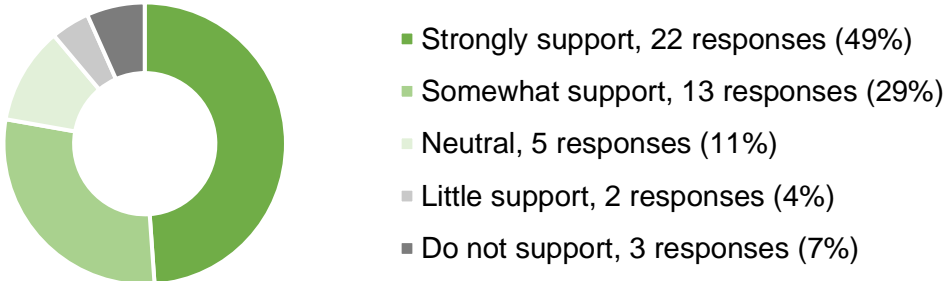 Strongly support, 22 responses (49%)
Somewhat support, 13 responses (29%)
Neutral, 5 responses (11%)
Little support, 2 responses (4%)
Do not support, 3 responses (7%)